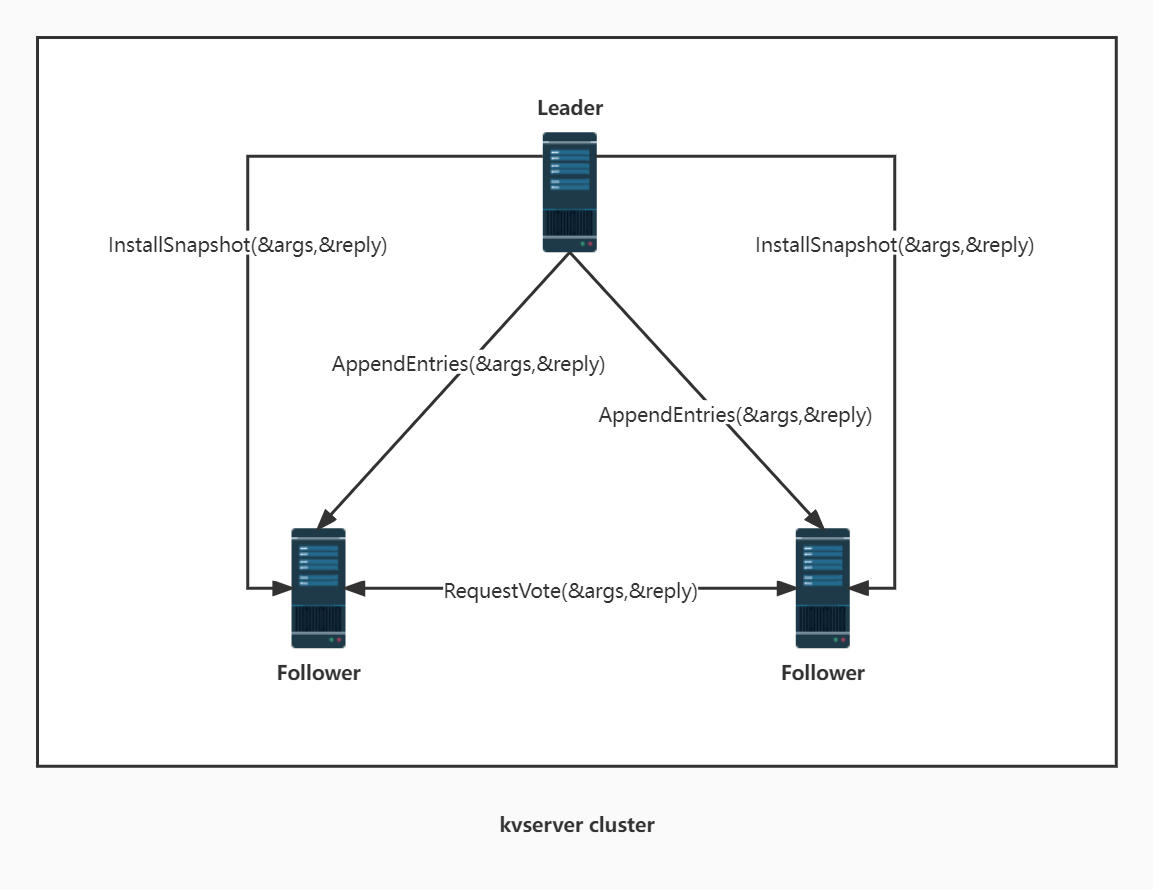 Leader
InstallSnapshot(&args,&reply)
InstallSnapshot(&args,&reply)
AppendEntries(&args,&reply)
AppendEntries(&args,&reply)
RequestVote(&args,&reply)
Follower
Follower
kvserver cluster